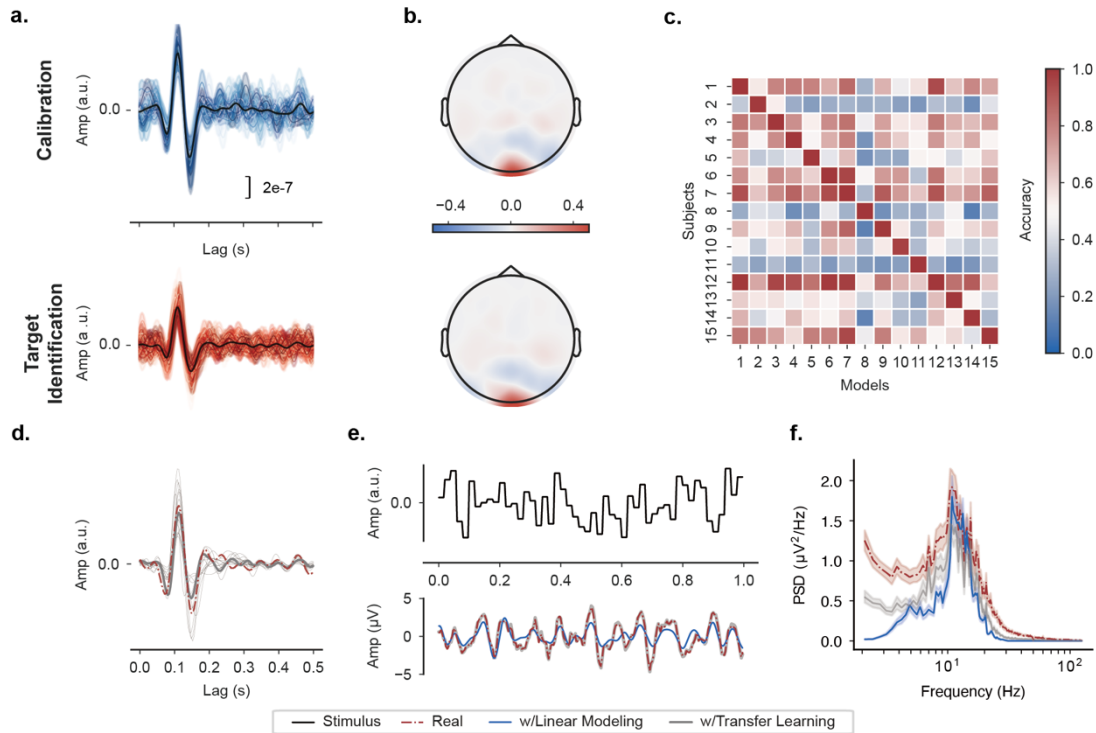 a.
b.
c.
Calibration
Amp (a.u.)
0.0
2e-7
Lag (s)
−0.4 0.0 0.4
Target
Identification
Amp (a .u.)
0.0
Subjects
1
2
3
4
5
6
7
8
9
10
11
12
13
14
15
1 2 3 4 5 6 7 8 9 10 11 12 13 14 15
Models
Accuracy
1.0
0.8
0.6
0.4
0.2
0.0
d.
e.
f.
Amp (a.u.)
0.0
0.0 0.1 0.2 0.3 0.4 0.5
Lag (s)
Amp (a.u.)
0.0
0.0 0.2 0.4 0.6 0.8 1.0
Amp (μV)
5
0
−5
PSD (μV²/Hz)
2.0
1.5
1.0
0.5
0.0
10¹ 10²
Frequency (Hz)
Stimulus Real w/Linear Modeling w/Transfer Learning